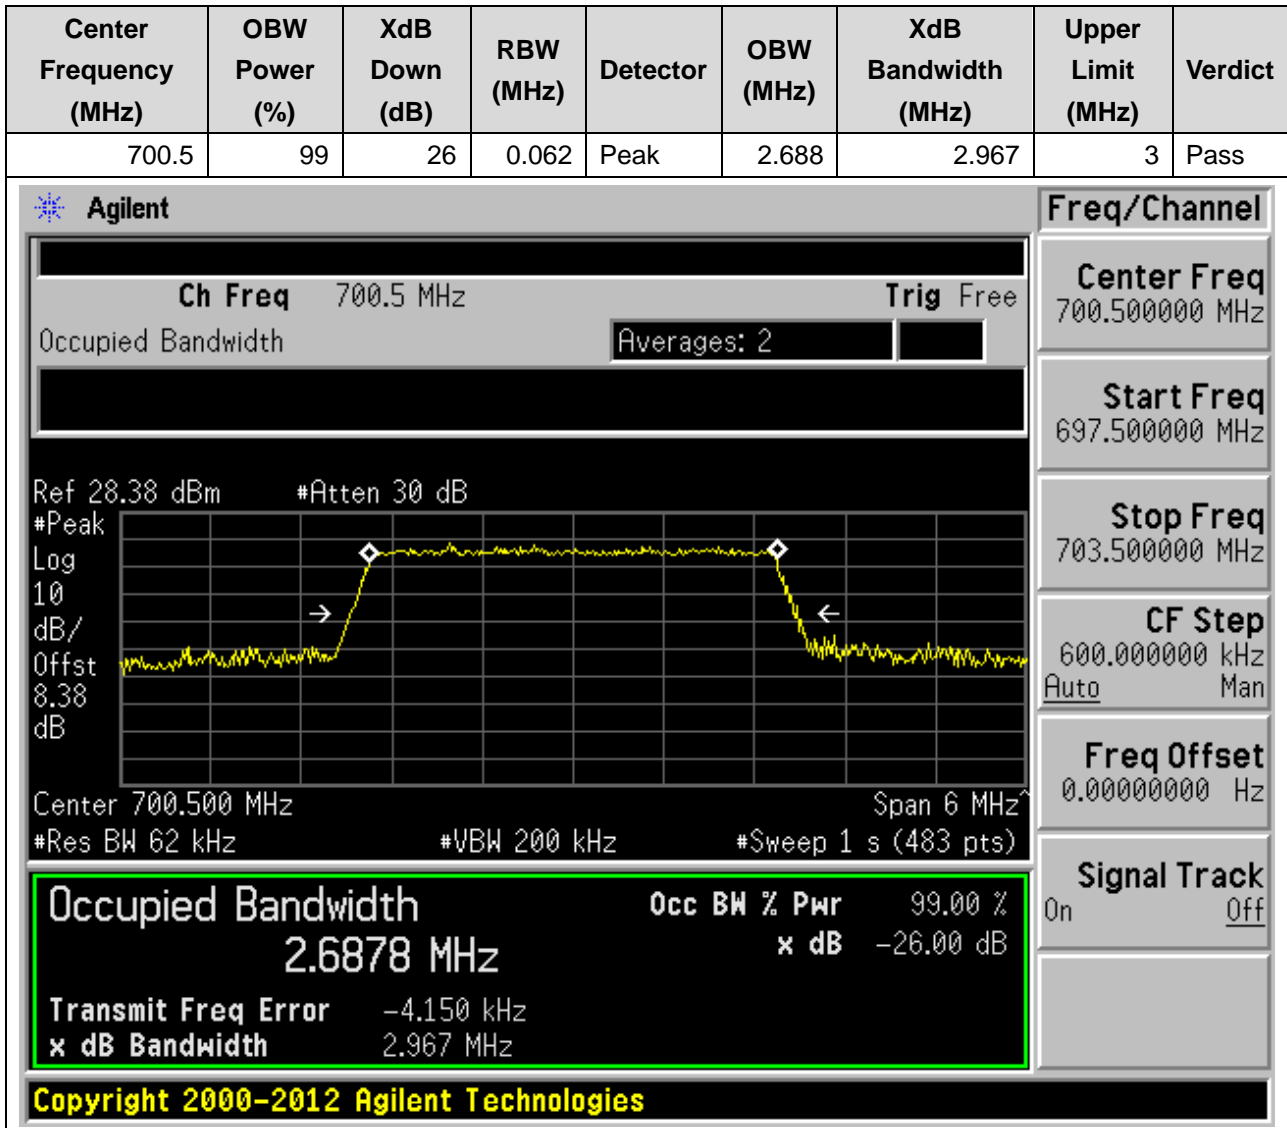 Center Frequency (MHz) OBW Power (%) XdB Down (dB) RBW (MHz) Detector OBW (MHz) XdB Bandwidth (MHz) Upper Limit (MHz) Verdict
700.5 99 26 0.062 Peak 2.688 2.967 3 Pass
Agilent
Freq/Channel
Ch Freq 700.5 MHz Trig Free
Occupied Bandwidth Averages: 2
Center Freq
700.500000 MHz
Start Freq
697.500000 MHz
Stop Freq
703.500000 MHz
CF Step
600.000000 kHz
Auto Man
Freq Offset
0.00000000 Hz
Signal Track
On Off
Ref 28.38 dBm #Atten 30 dB
#Peak
Log
10
dB/
Offst
8.38
dB
Center 700.500 MHz Span 6 MHz^
#Res BW 62 kHz #VBW 200 kHz #Sweep 1 s (483 pts)
Occupied Bandwidth Occ BW % Pwr 99.00 %
2.6878 MHz x dB -26.00 dB
Transmit Freq Error -4.150 kHz
x dB Bandwidth 2.967 MHz
Copyright 2000-2012 Agilent Technologies